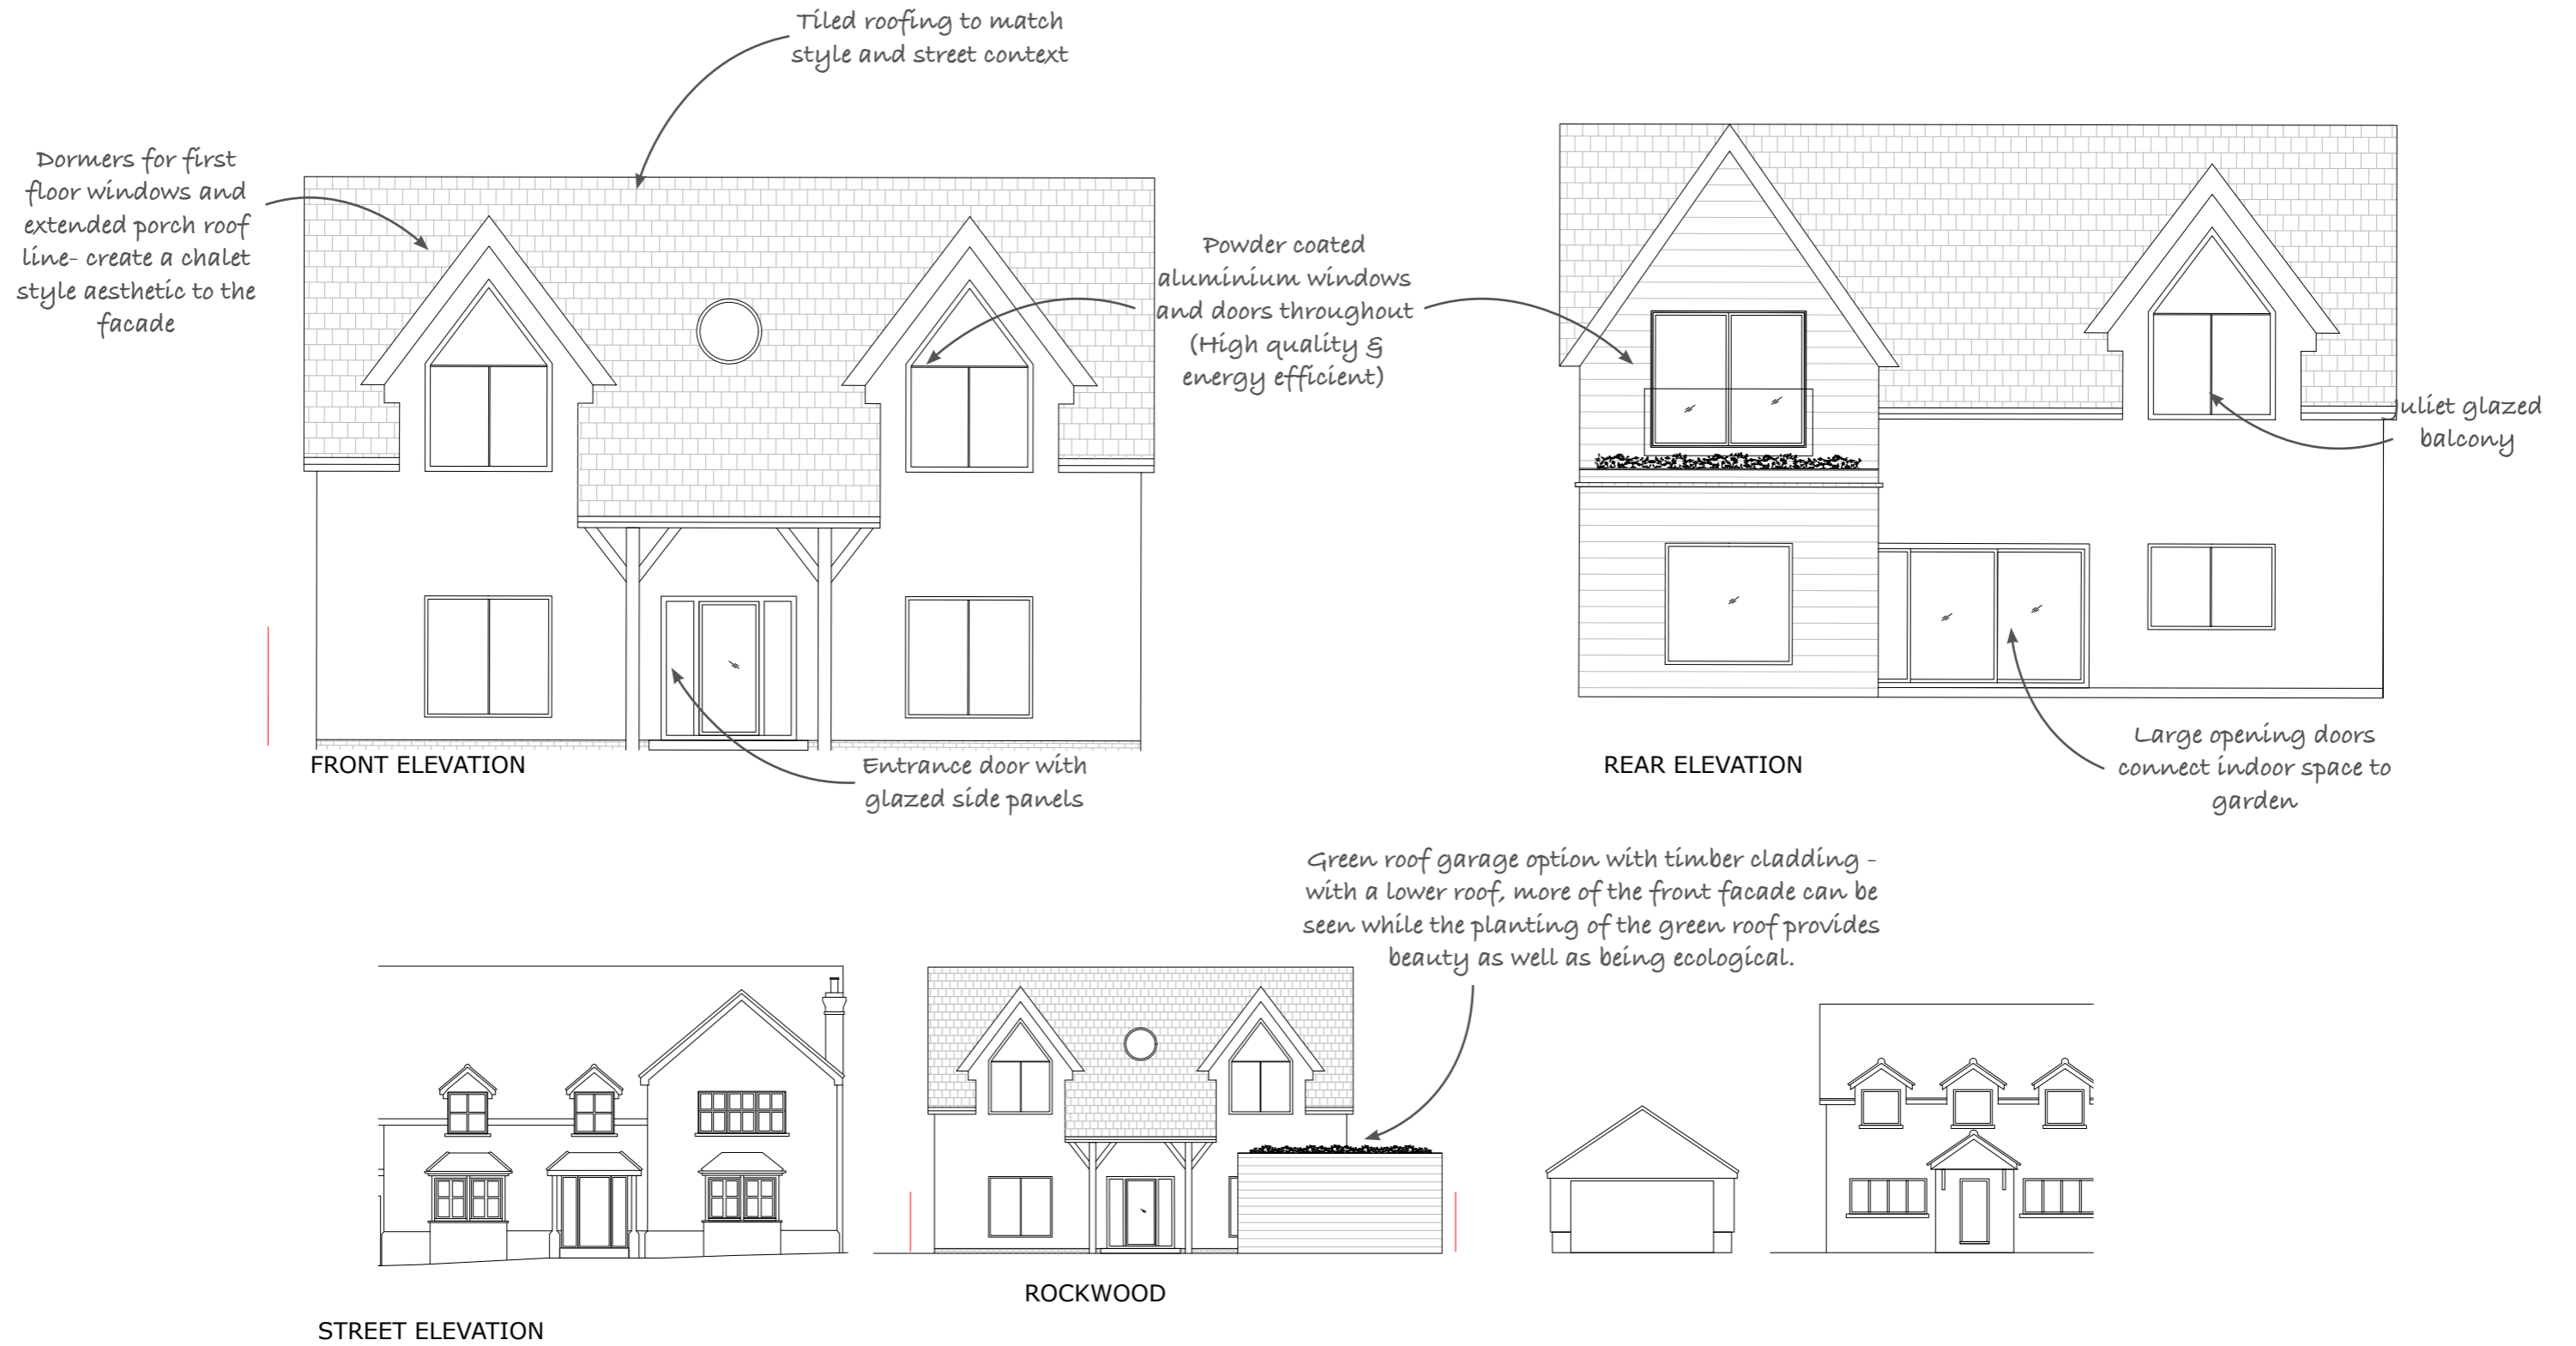 Tiled roofing to match
style and street context
Dormers for first
floor windows and
extended porch roof
line- create a chalet
style aesthetic to the
facade
Powder coated
aluminium windows
and doors throughout
(High quality &
energy efficient)
Juliet glazed
balcony
FRONT ELEVATION
Entrance door with
glazed side panels
REAR ELEVATION
Large opening doors
connect indoor space to
garden
Green roof garage option with timber cladding -
with a lower roof, more of the front facade can be
seen while the planting of the green roof provides
beauty as well as being ecological.
ROCKWOOD
STREET ELEVATION